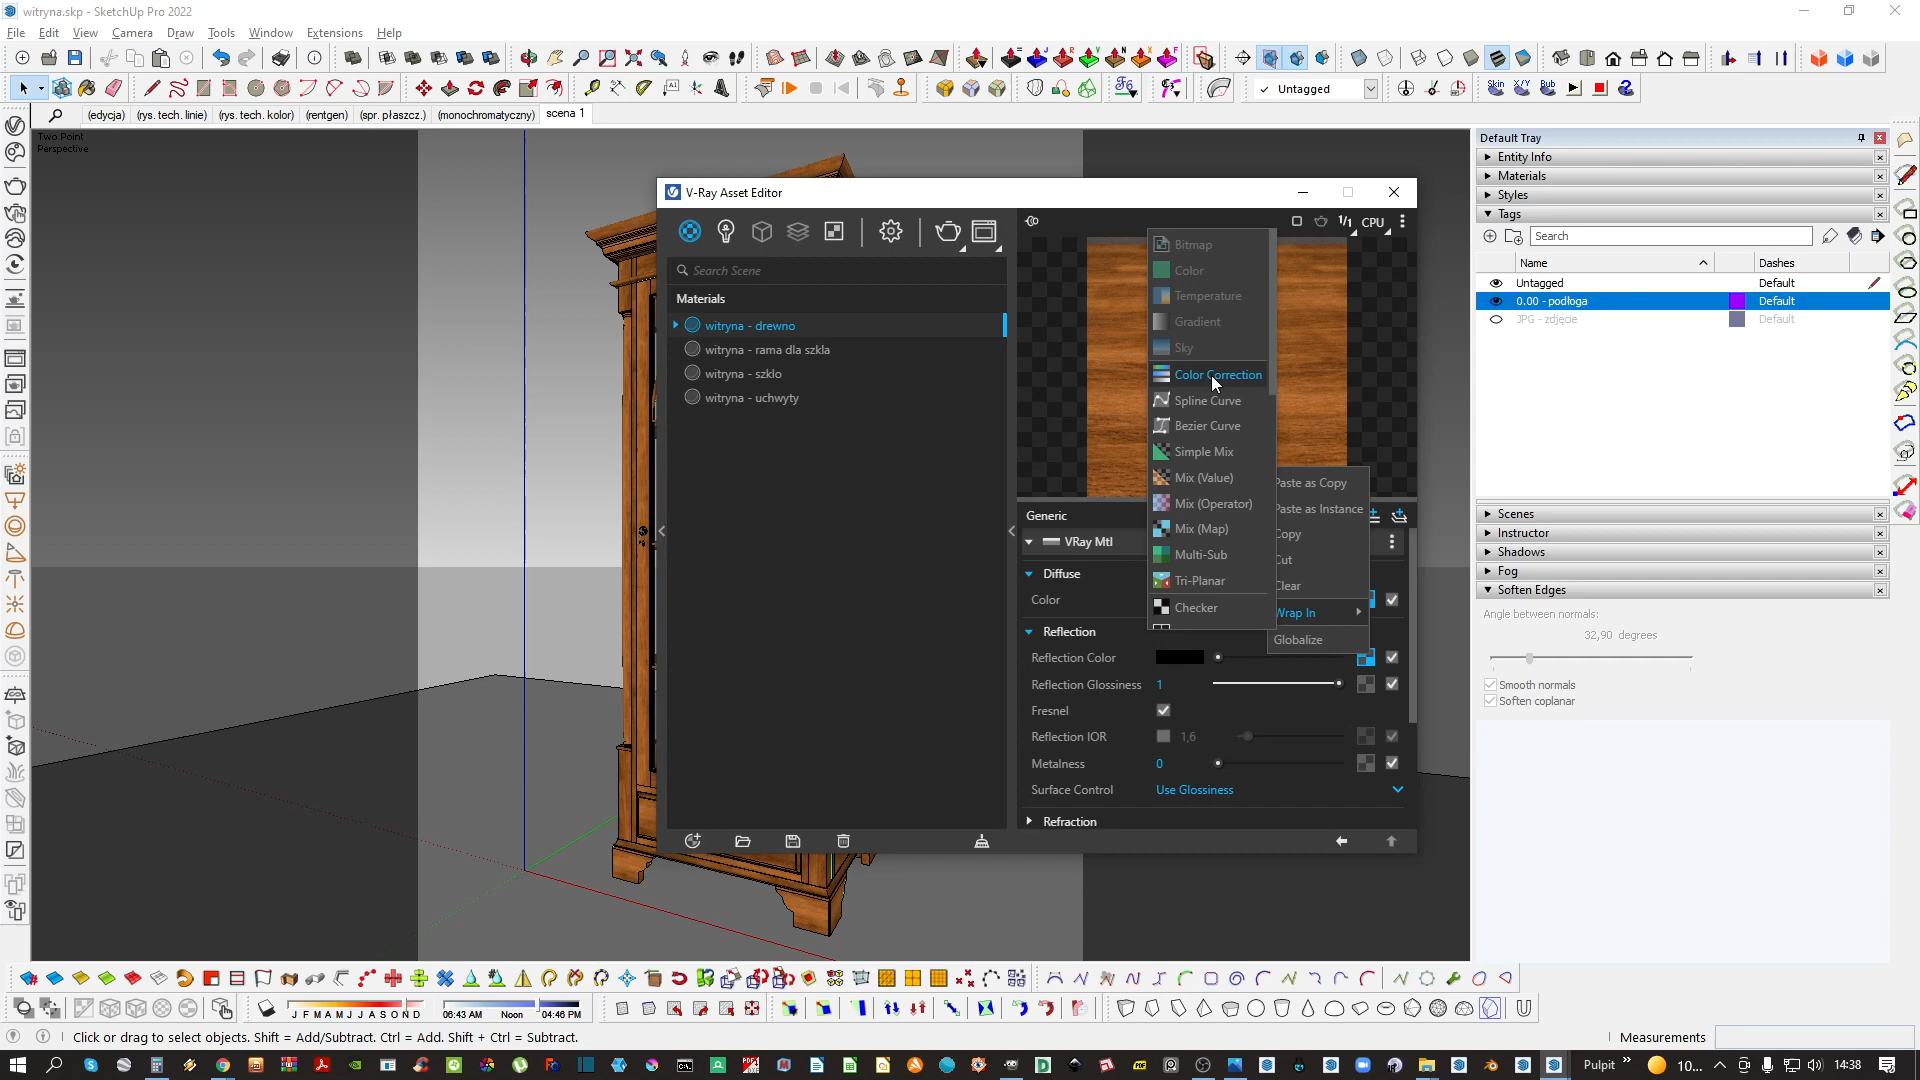 witryna.skp - SketchUp Pro 2022
File Edit View Camera Draw Tools Window Extensions Help
Untagged
Skin X/Y Bub
(edycja) (rys. tech. linie) (rys. tech. kolor) (rentgen) (spr. płaszcz.) (monochromatyczny) scena 1
Two Point
Perspective
V-Ray Asset Editor
1/1 CPU
Search Scene
Materials
witryna - drewno
witryna - rama dla szkla
witryna - szklo
witryna - uchwyty
Bitmap
Color
Temperature
Gradient
Sky
Color Correction
Spline Curve
Bezier Curve
Simple Mix
Mix (Value)
Mix (Operator)
Mix (Map)
Multi-Sub
Tri-Planar
Checker
Paste as Copy
Paste as Instance
Copy
Cut
Clear
Wrap In
Globalize
Generic
VRay Mtl
Diffuse
Color
Reflection
Reflection Color
Reflection Glossiness 1
Fresnel
Reflection IOR 1,6
Metalness 0
Surface Control Use Glossiness
Refraction
Default Tray
Entity Info
Materials
Styles
Tags
Search
Name Dashes
Untagged Default
0.00 - podłoga Default
JPG - zdjęcie Default
Scenes
Instructor
Shadows
Fog
Soften Edges
Angle between normals:
32,90 degrees
Smooth normals
Soften coplanar
J F M A M J J A S O N D 06:43 AM Noon 04:46 PM
Click or drag to select objects. Shift = Add/Subtract. Ctrl = Add. Shift + Ctrl = Subtract.
Measurements
Pulpit 10... 14:38